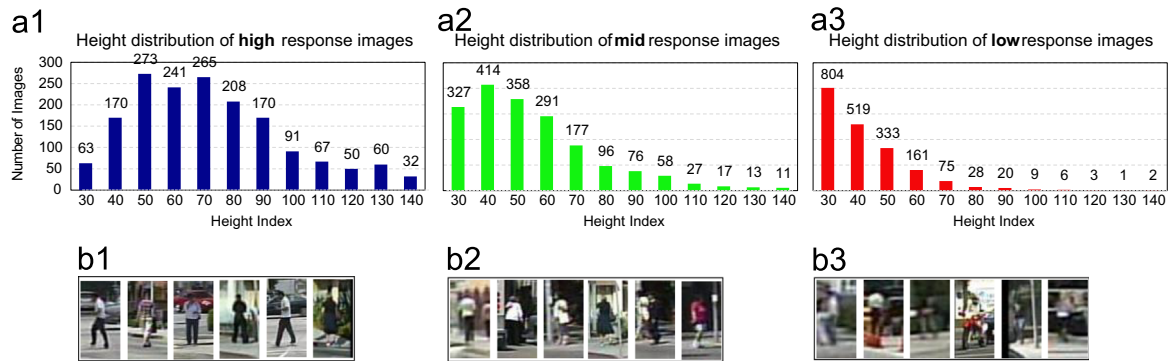 a1
Height distribution of high response images
Number of Images
300
250
200
150
100
50
0
63
170
273
241
265
208
170
91
67
50
60
32
30 40 50 60 70 80 90 100 110 120 130 140
Height Index
a2
Height distribution of mid response images
327
414
358
291
177
96
76
58
27
17
13
11
30 40 50 60 70 80 90 100 110 120 130 140
Height Index
a3
Height distribution of low response images
804
519
333
161
75
28
20
9
6
3
1
2
30 40 50 60 70 80 90 100 110 120 130 140
Height Index
b1
b2
b3